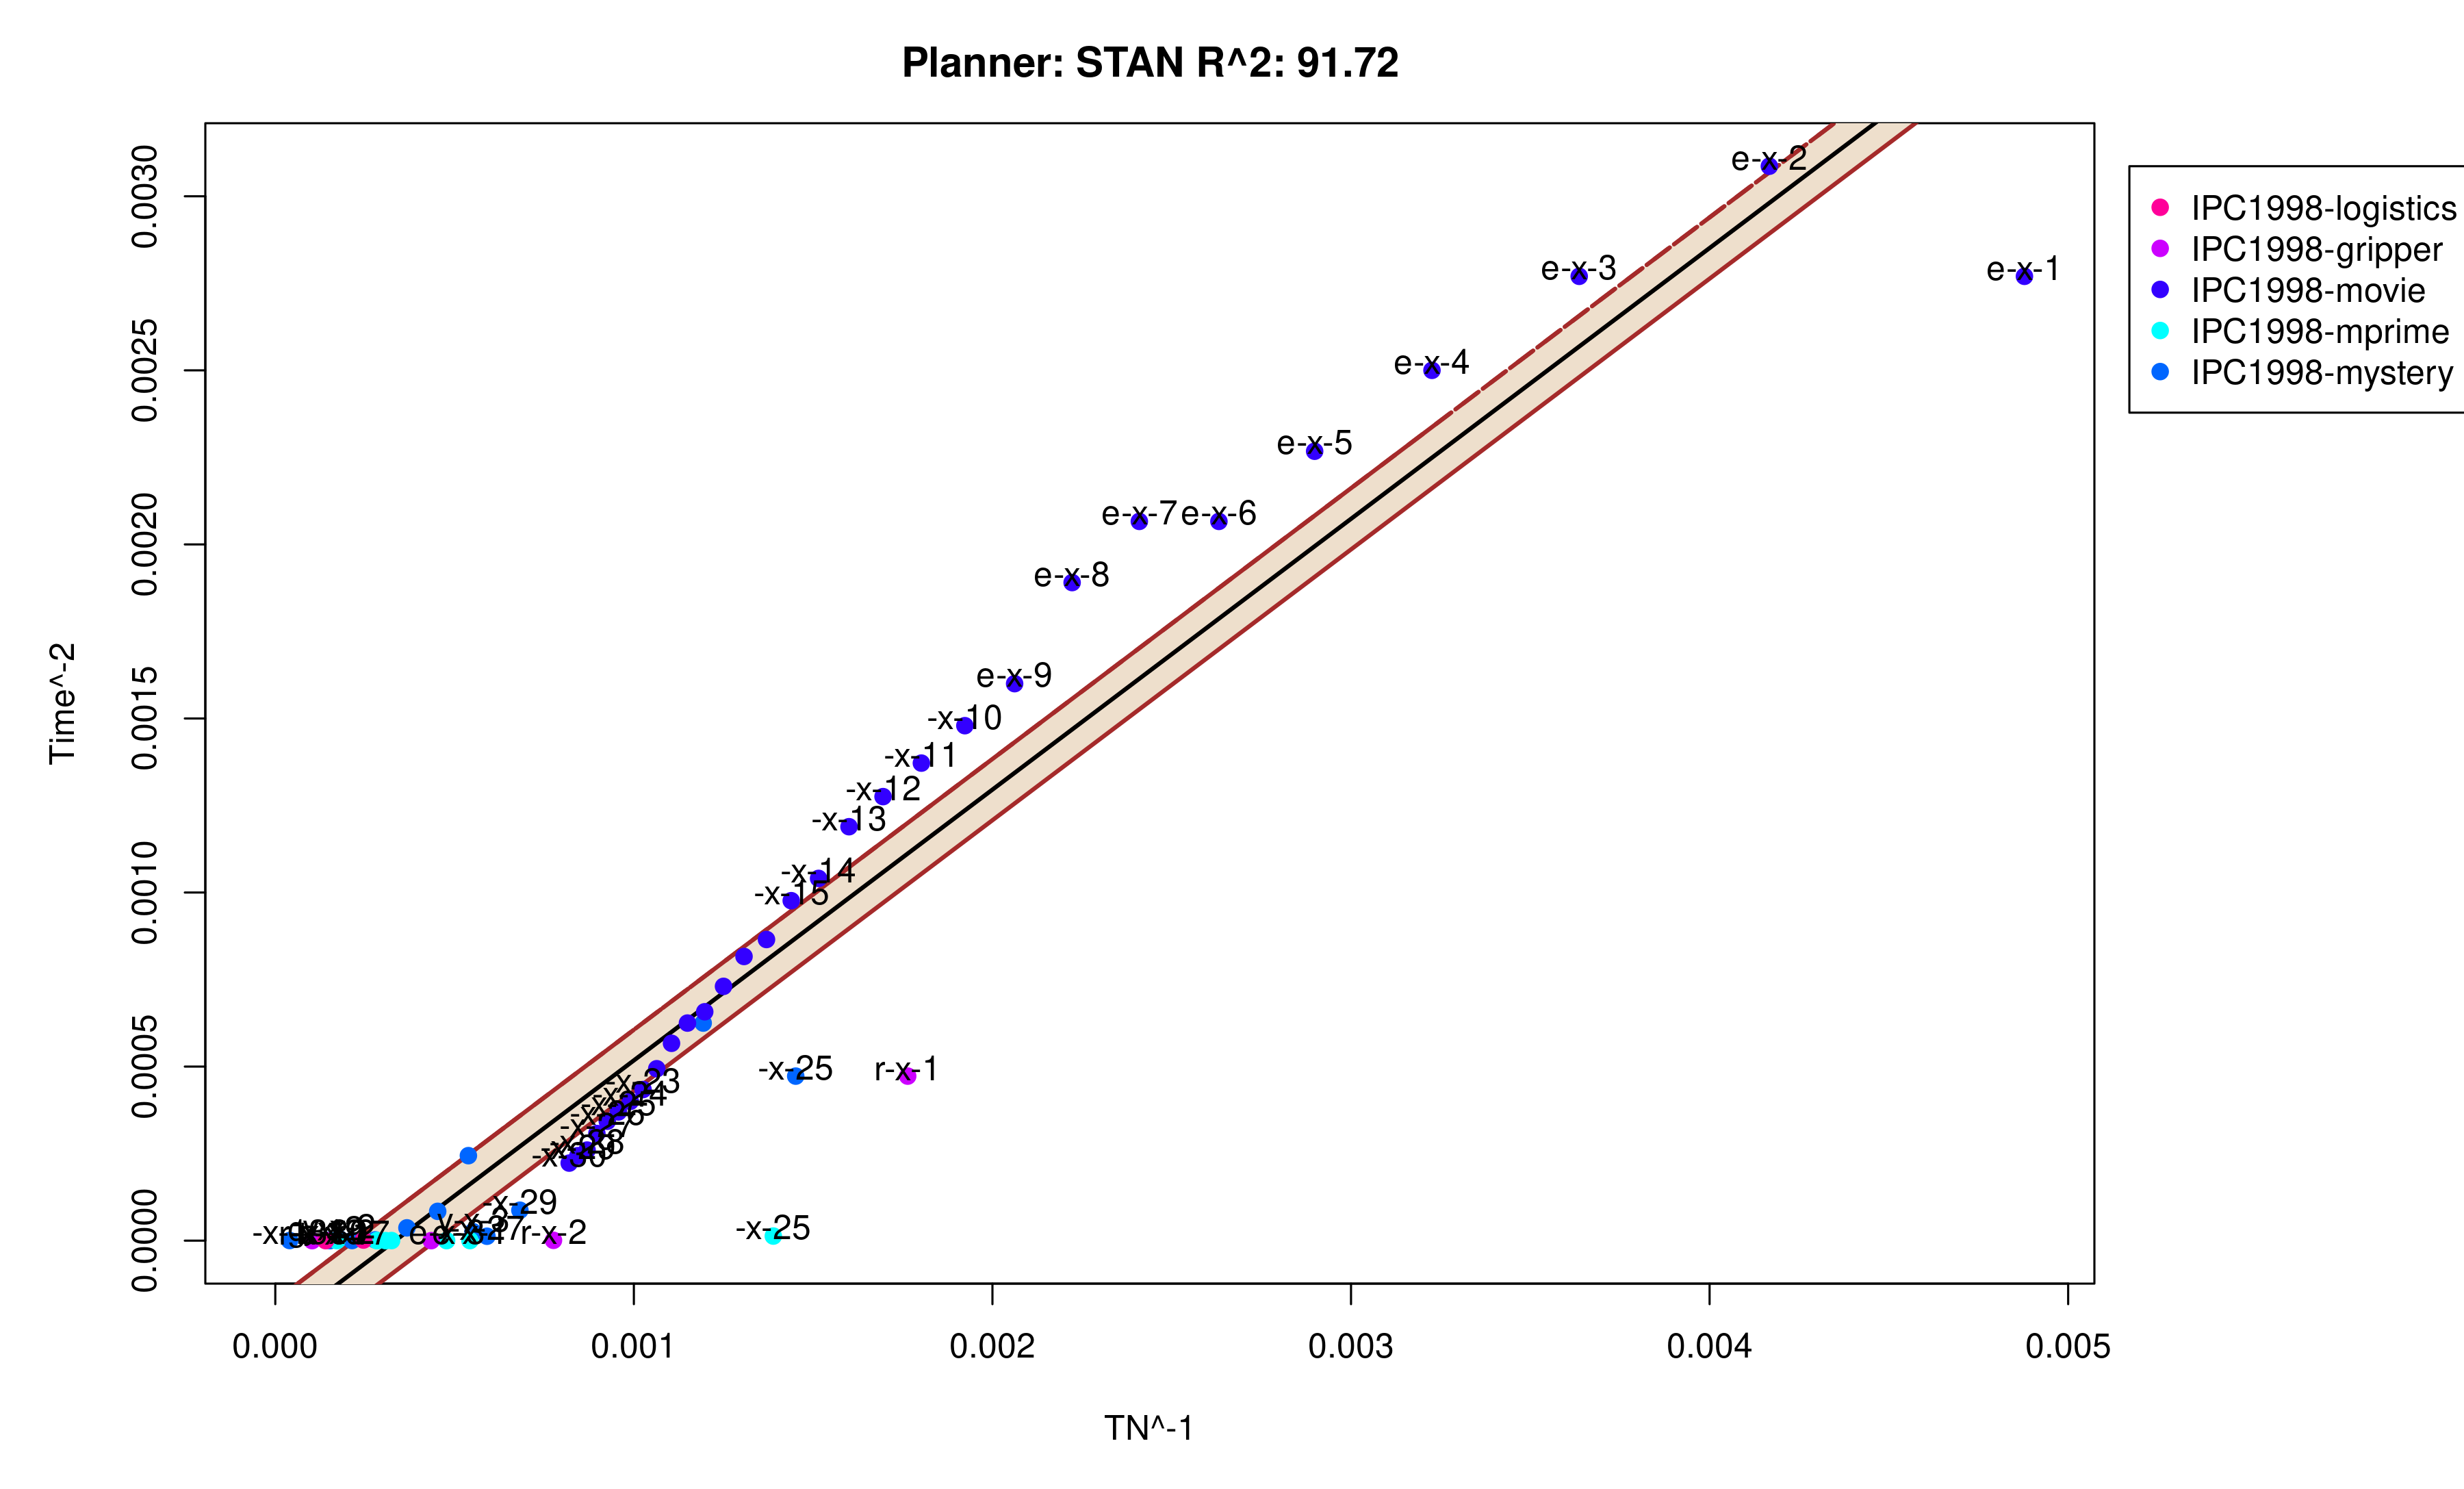 Planner: STAN R^2: 91.72
Time^-2
0.0000
0.0005
0.0010
0.0015
0.0020
0.0025
0.0030
e-x-2
e-x-3
e-x-1
e-x-4
e-x-5
e-x-7
e-x-6
e-x-8
e-x-9
-x-10
-x-11
-x-12
-x-13
-x-14
-x-15
-x-25
r-x-1
-x-23
-x-30
-x-29
r-x-2
-x-25
0.000
0.001
0.002
0.003
0.004
0.005
TN^-1
IPC1998-logistics
IPC1998-gripper
IPC1998-movie
IPC1998-mprime
IPC1998-mystery